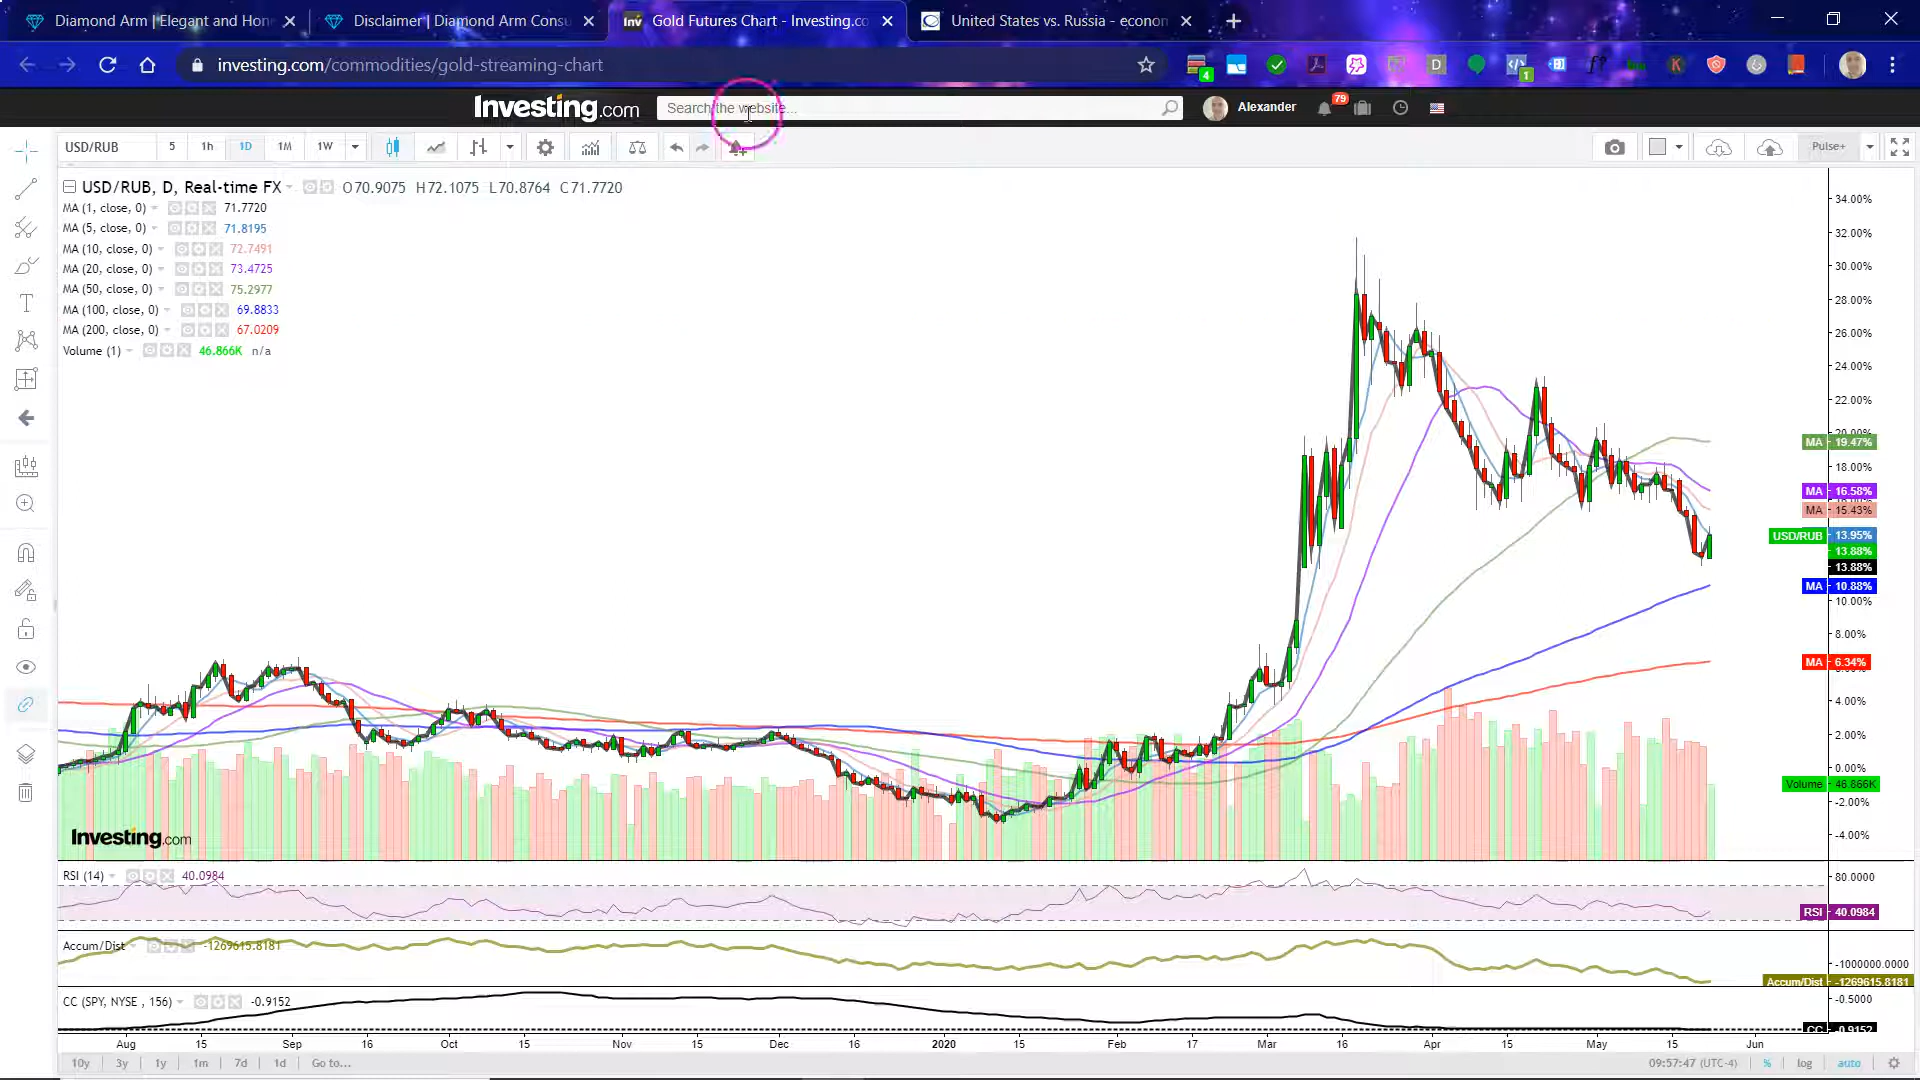 Diamond Arm | Elegant and Hone
Disclaimer | Diamond Arm Consu
Gold Futures Chart - Investing.co
United States vs. Russia - econom
investing.com/commodities/gold-streaming-chart
Investing.com
Search the website...
Alexander
79
USD/RUB
5 1h 1D 1M 1W
Pulse+
USD/RUB, D, Real-time FX O70.9075 H72.1075 L70.8764 C71.7720
MA (1, close, 0) 71.7720
MA (5, close, 0) 71.8195
MA (10, close, 0) 72.7491
MA (20, close, 0) 73.4725
MA (50, close, 0) 75.2977
MA (100, close, 0) 69.8833
MA (200, close, 0) 67.0209
Volume (1) 46.866K n/a
34.00%
32.00%
30.00%
28.00%
26.00%
24.00%
22.00%
20.00%
MA 19.47%
18.00%
MA 16.58%
MA 15.43%
USD/RUB 13.95%
13.88%
13.88%
MA 10.88%
10.00%
8.00%
MA 6.34%
4.00%
2.00%
0.00%
Volume 46.866K
-2.00%
-4.00%
Investing.com
RSI (14) 40.0984
80.0000
RSI 40.0984
Accum/Dist -1269615.8181
-1000000.0000
Accum/Dist -1269615.8181
CC (SPY, NYSE , 156) -0.9152
-0.5000
CC -0.9152
Aug 15 Sep 16 Oct 15 Nov 15 Dec 16 2020 15 Feb 17 Mar 16 Apr 15 May 15 Jun
10y 3y 1y 1m 7d 1d Go to...
09:57:47 (UTC-4) % log auto